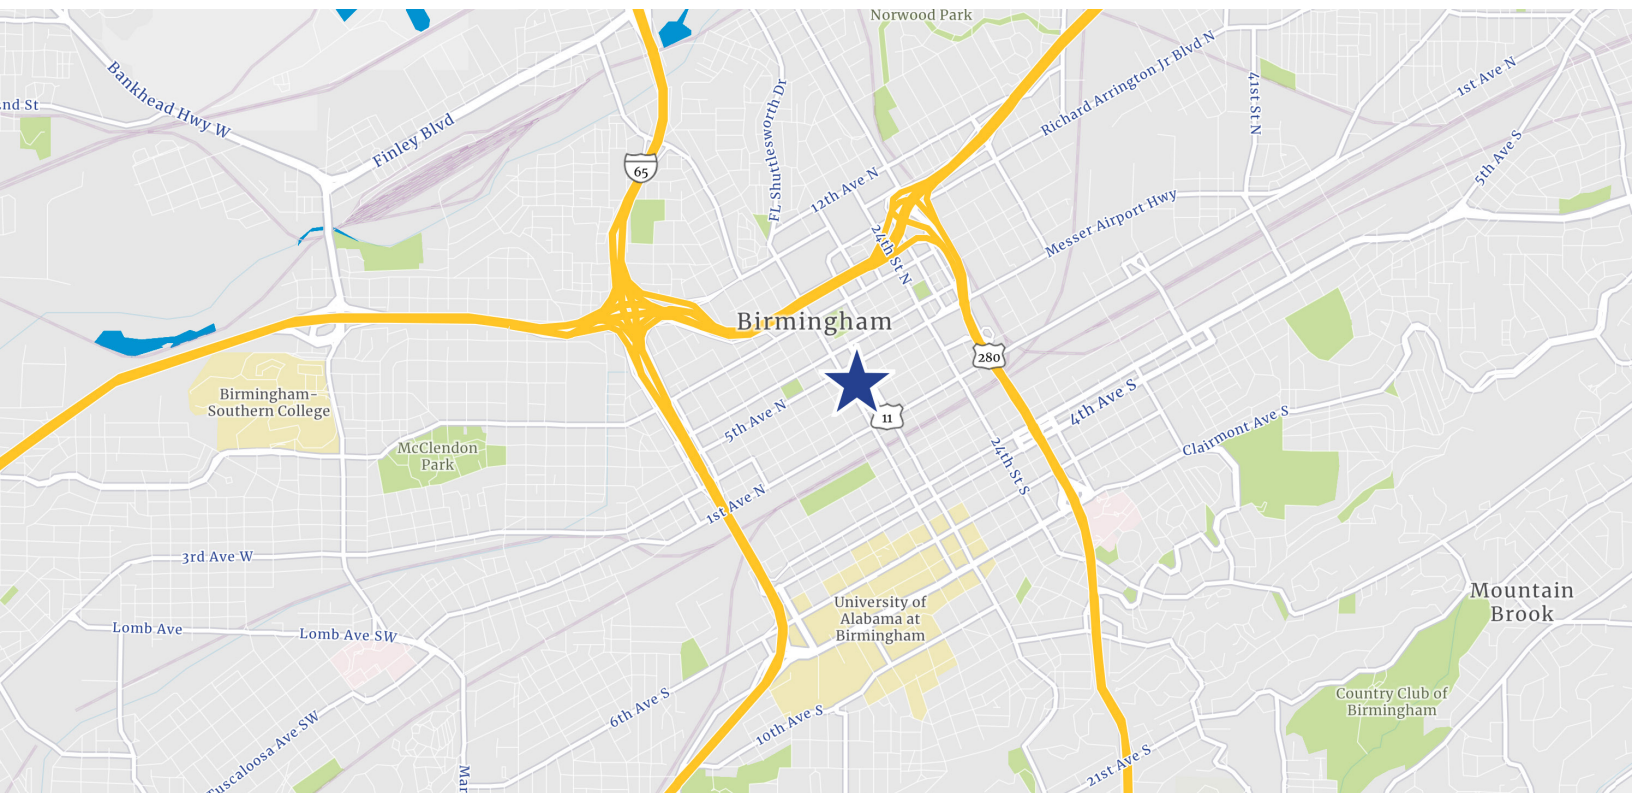 Norwood Park
Bankhead Hwy W
Finley Blvd
FL Shuttlesworth Dr
Richard Arrington Jr Blvd N
41st St N
1st Ave N
nd St
5th Ave S
65
12th Ave N
24th St N
Messer Airport Hwy
Birmingham
280
Birmingham-
Southern College
4th Ave S
11
5th Ave N
Clairmont Ave S
McClendon
Park
24th St S
1st Ave N
3rd Ave W
Mountain
Brook
University of
Alabama at
Birmingham
Lomb Ave
Lomb Ave SW
Country Club of
Birmingham
6th Ave S
10th Ave S
uscaloosa Ave SW
21st Ave S
Mar